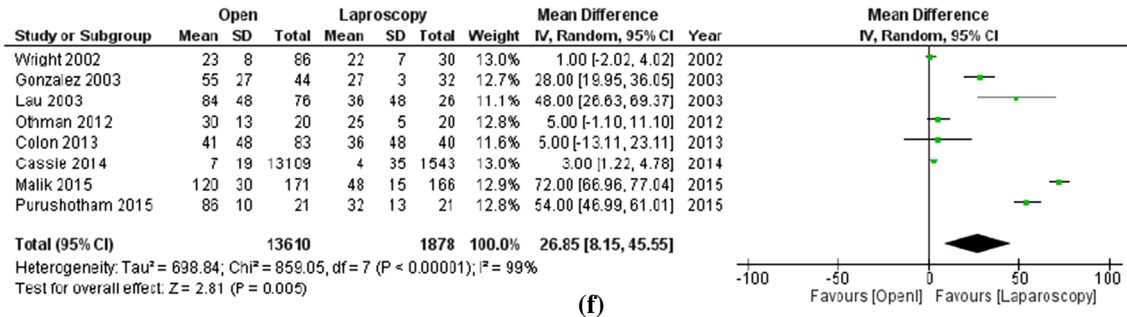 Open Laproscopy Mean Difference Mean Difference
Study or Subgroup Mean SD Total Mean SD Total Weight IV, Random, 95% CI Year IV, Random, 95% CI
Wright 2002 23 8 86 22 7 30 13.0% 1.00 [-2.02, 4.02] 2002
Gonzalez 2003 55 27 44 27 3 32 12.7% 28.00 [19.95, 36.05] 2003
Lau 2003 84 48 76 36 48 26 11.1% 48.00 [26.63, 69.37] 2003
Othman 2012 30 13 20 25 5 20 12.8% 5.00 [-1.10, 11.10] 2012
Colon 2013 41 48 83 36 48 40 11.6% 5.00 [-13.11, 23.11] 2013
Cassie 2014 7 19 13109 4 35 1543 13.0% 3.00 [1.22, 4.78] 2014
Malik 2015 120 30 171 48 15 166 12.9% 72.00 [66.96, 77.04] 2015
Purushotham 2015 86 10 21 32 13 21 12.8% 54.00 [46.99, 61.01] 2015
Total (95% CI) 13610 1878 100.0% 26.85 [8.15, 45.55]
Heterogeneity: Tau² = 698.84; Chi² = 859.05, df = 7 (P < 0.00001); I² = 99%
Test for overall effect: Z = 2.81 (P = 0.005)
-100 -50 0 50 100
Favours [Openl] Favours [Laparoscopy]
(f)